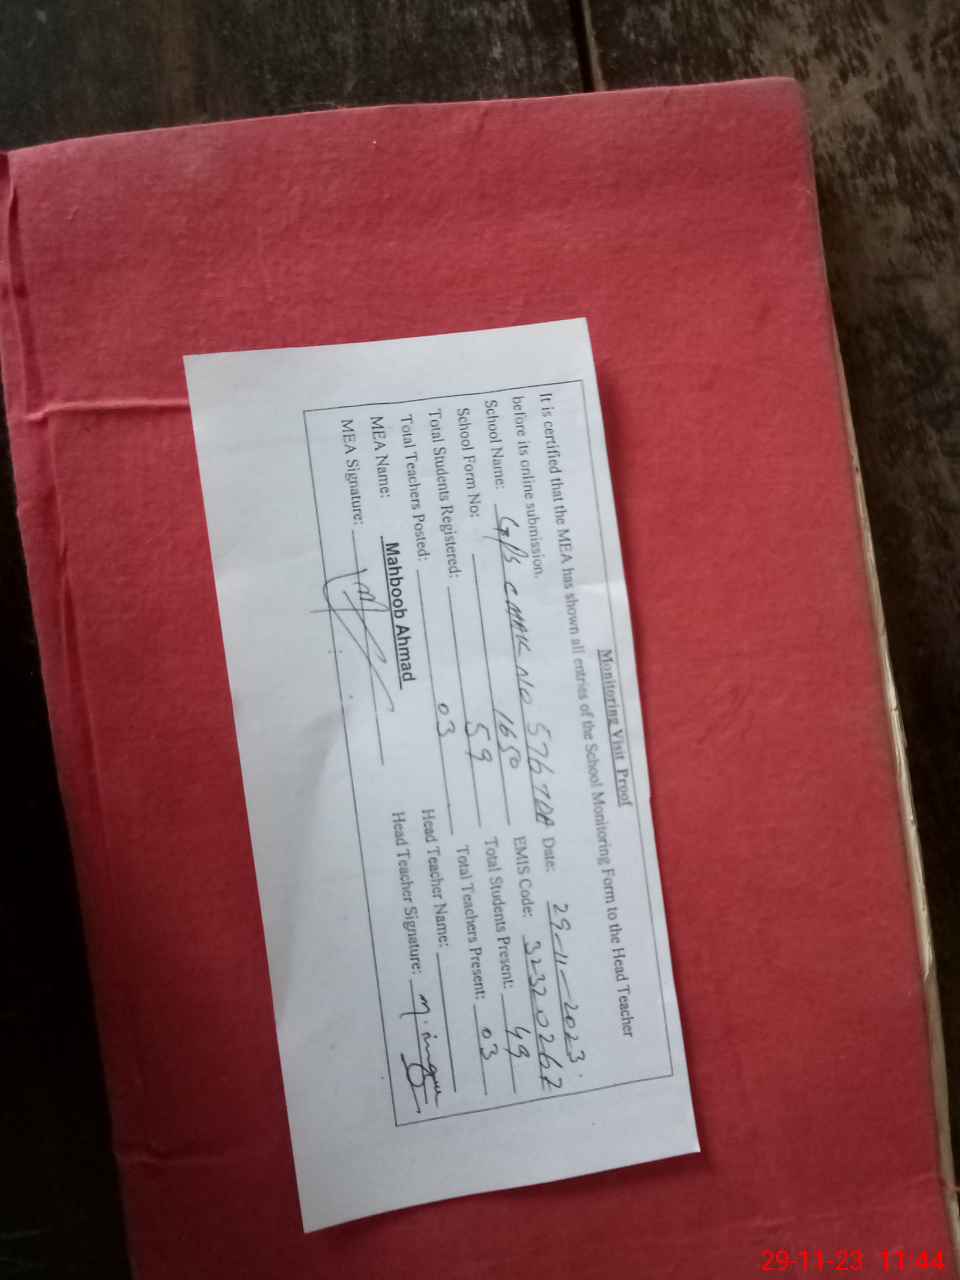 Monitoring Visit Proof
It is certified that the MEA has shown all entries of the School Monitoring Form to the Head Teacher
before its online submission.
School Name: GPS CHAK NO 576 TDA Date: 29-11-2023.
School Form No: 1650 EMIS Code: 32320262
Total Students Registered: 59 Total Students Present: 49
Total Teachers Posted: 03 Total Teachers Present: 03
MEA Name: Mahboob Ahmad Head Teacher Name:
MEA Signature: Head Teacher Signature: M.
29-11-23 11:44